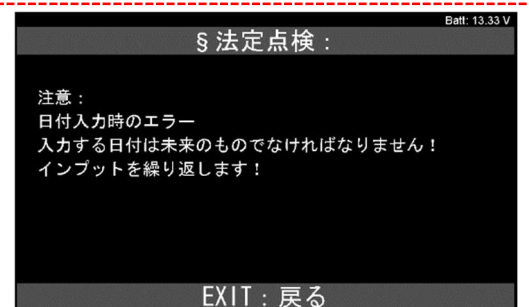 Batt: 13.33 V
§法定点検：
注意：
日付入力時のエラー
入力する日付は未来のものでなければなりません！
インプットを繰り返します！
EXIT：戻る